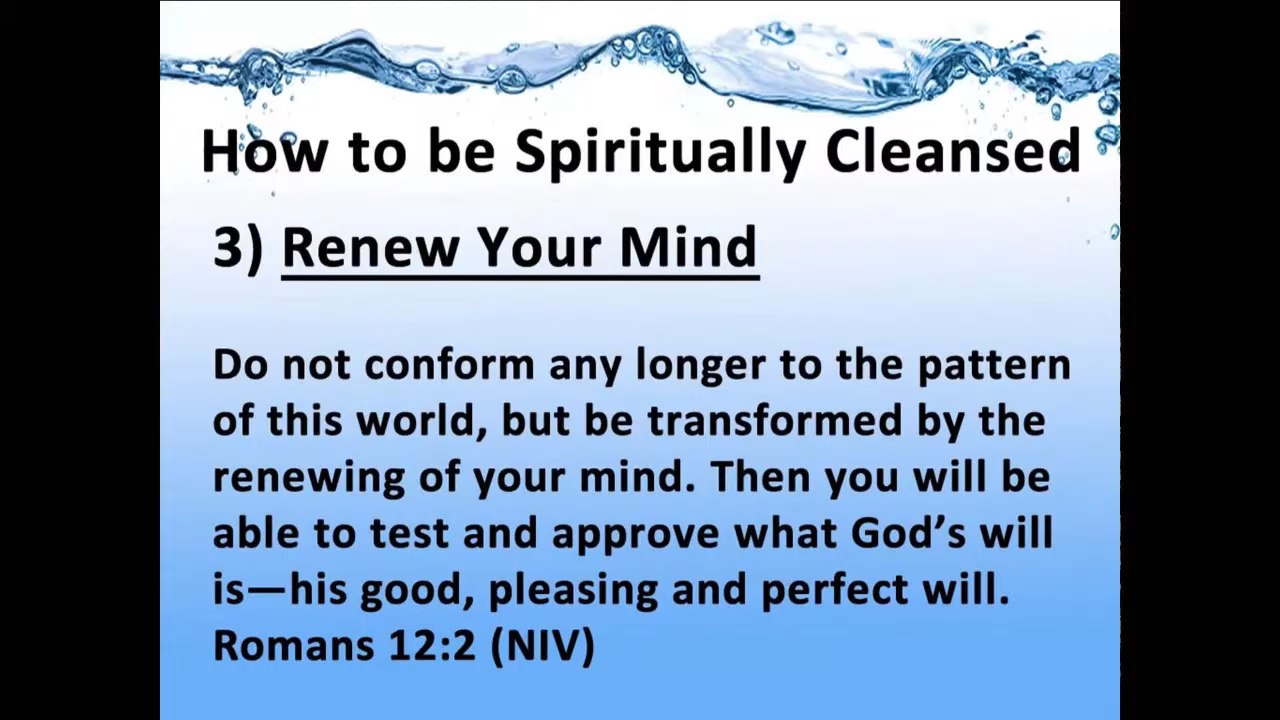 How to be Spiritually Cleansed
3) Renew Your Mind
Do not conform any longer to the pattern
of this world, but be transformed by the
renewing of your mind. Then you will be
able to test and approve what God’s will
is—his good, pleasing and perfect will.
Romans 12:2 (NIV)